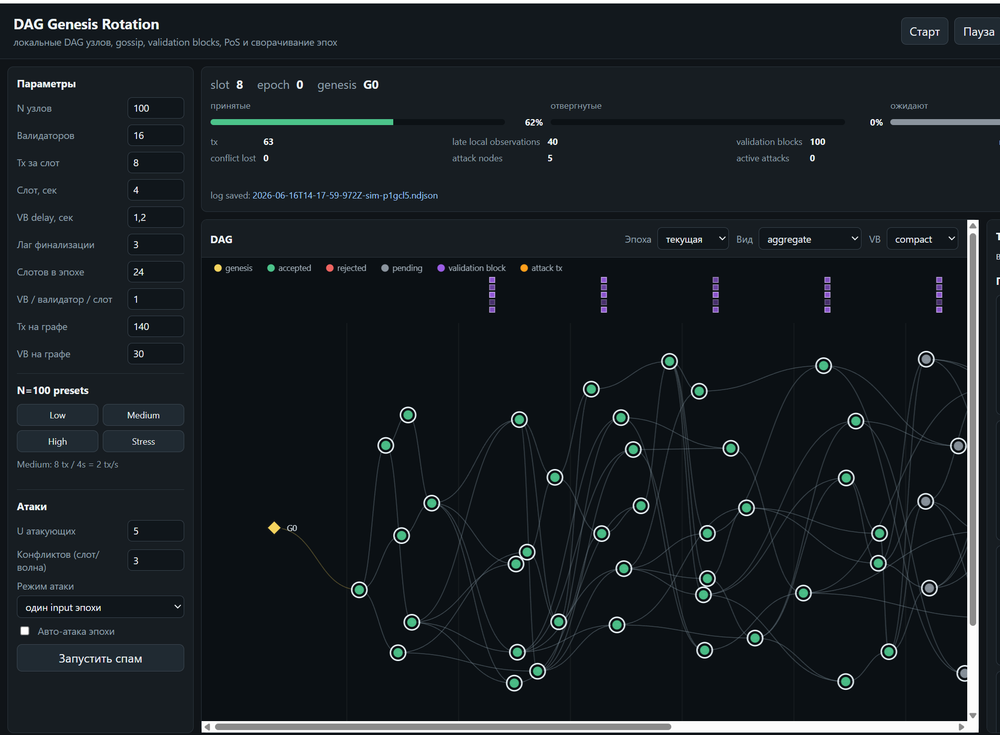 DAG Genesis Rotation
локальные DAG узлов, gossip, validation blocks, PoS и сворачивание эпох
Старт
Пауза
Параметры
N узлов 100
Валидаторов 16
Tx за слот 8
Слот, сек 4
VB delay, сек 1,2
Лаг финализации 3
Слотов в эпохе 24
VB / валидатор / слот 1
Tx на графе 140
VB на графе 30
N=100 presets
Low Medium
High Stress
Medium: 8 tx / 4s = 2 tx/s
Атаки
U атакующих 5
Конфликтов (слот/
волна) 3
Режим атаки
один input эпохи
Авто-атака эпохи
Запустить спам
slot 8 epoch 0 genesis G0
принятые отвергнутые ожидают
62% 0%
tx 63 late local observations 40 validation blocks 100
conflict lost 0 attack nodes 5 active attacks 0
log saved: 2026-06-16T14-17-59-972Z-sim-p1gcl5.ndjson
DAG Эпоха текущая Вид aggregate VB compact
genesis accepted rejected pending validation block attack tx
G0